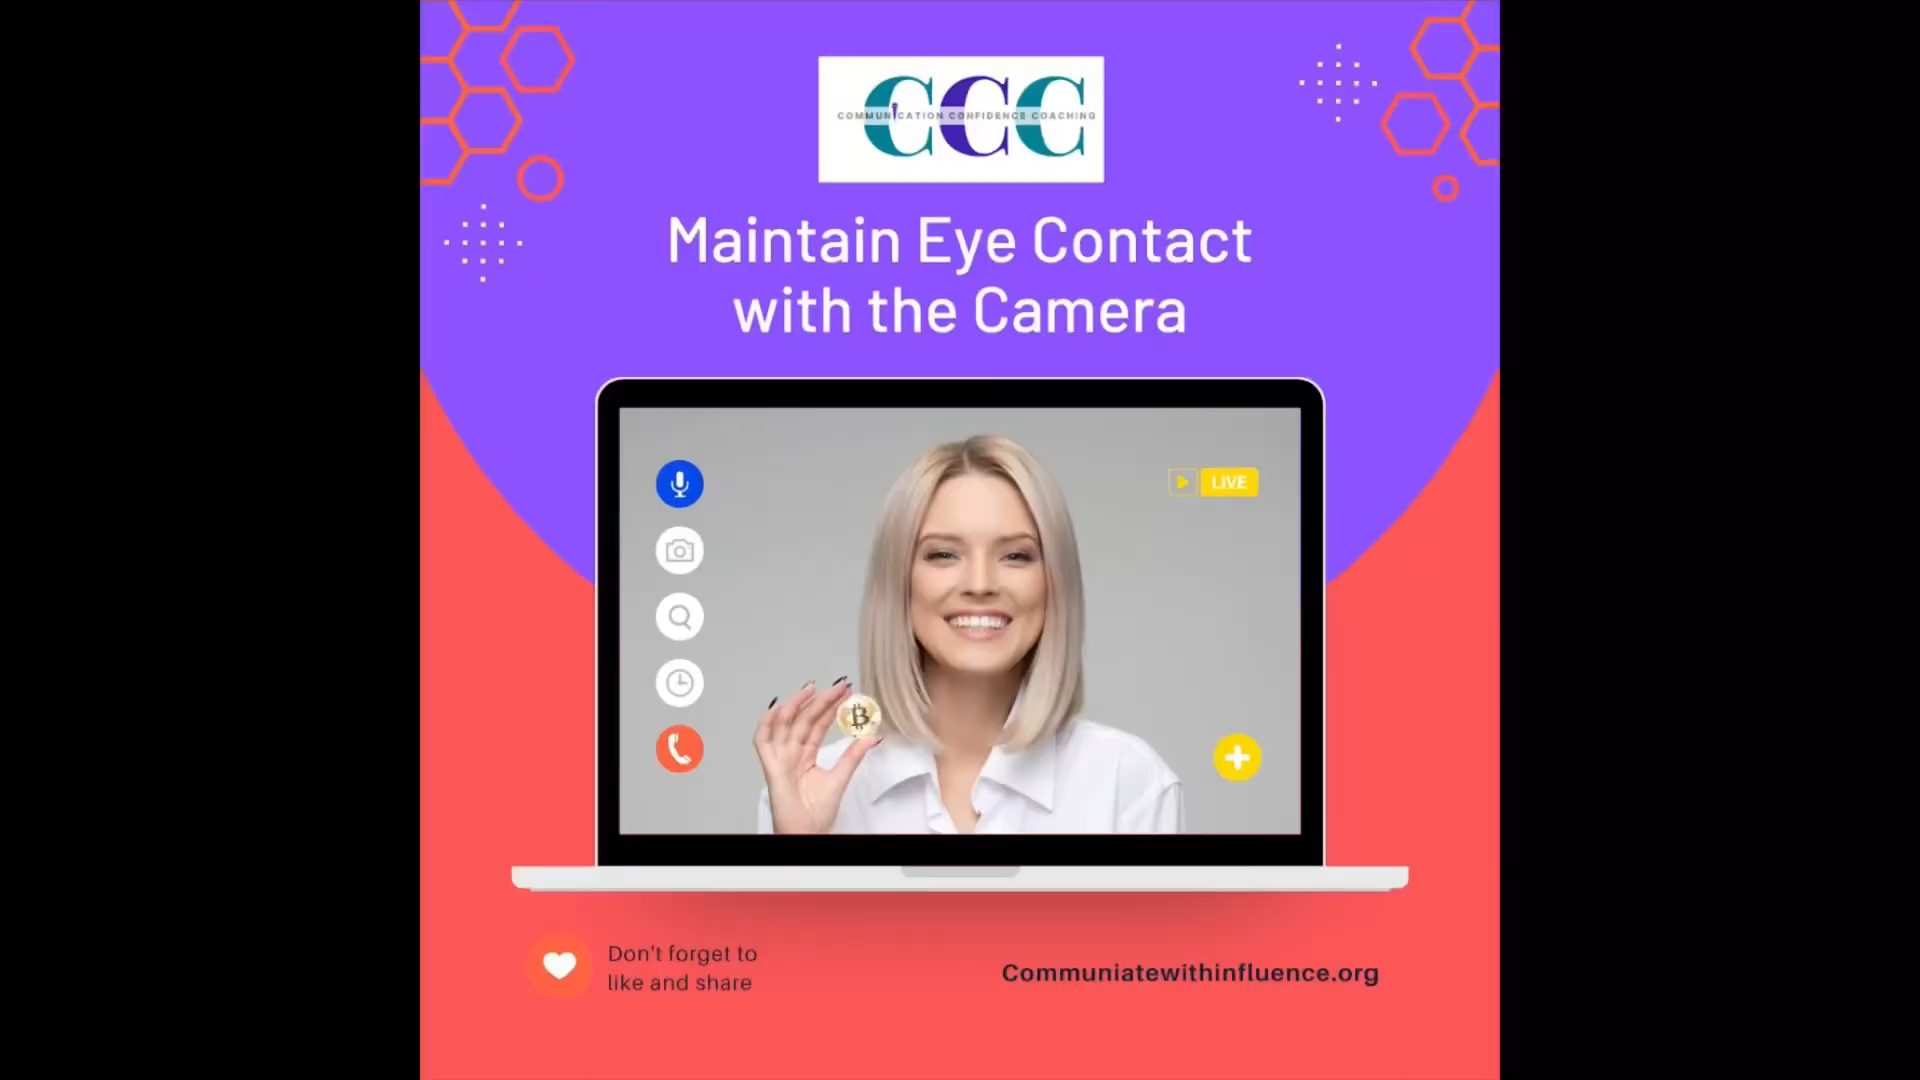 CCC
COMMUNICATION CONFIDENCE COACHING
Maintain Eye Contact
with the Camera
LIVE
B
Don't forget to
like and share
Communiatewithinfluence.org